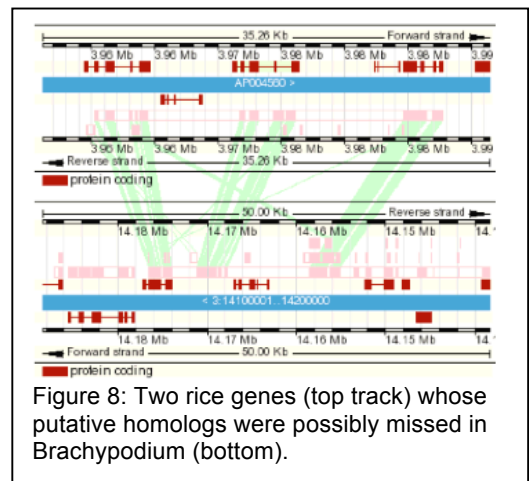 35.26 Kb Forward strand
3.96 Mb 3.96 Mb 3.97 Mb 3.98 Mb 3.98 Mb 3.98 Mb 3.99
AP004560 >
3.96 Mb 3.96 Mb 3.97 Mb 3.98 Mb 3.98 Mb 3.98 Mb 3.99
Reverse strand 35.26 Kb
protein coding
50.00 Kb Reverse strand
14.18 Mb 14.17 Mb 14.16 Mb 14.15 Mb 14.1
< 2:14100001..14200000
14.18 Mb 14.17 Mb 14.16 Mb 14.15 Mb 14.1
Forward strand 50.00 Kb
protein coding
Figure 8: Two rice genes (top track) whose
putative homologs were possibly missed in
Brachypodium (bottom).